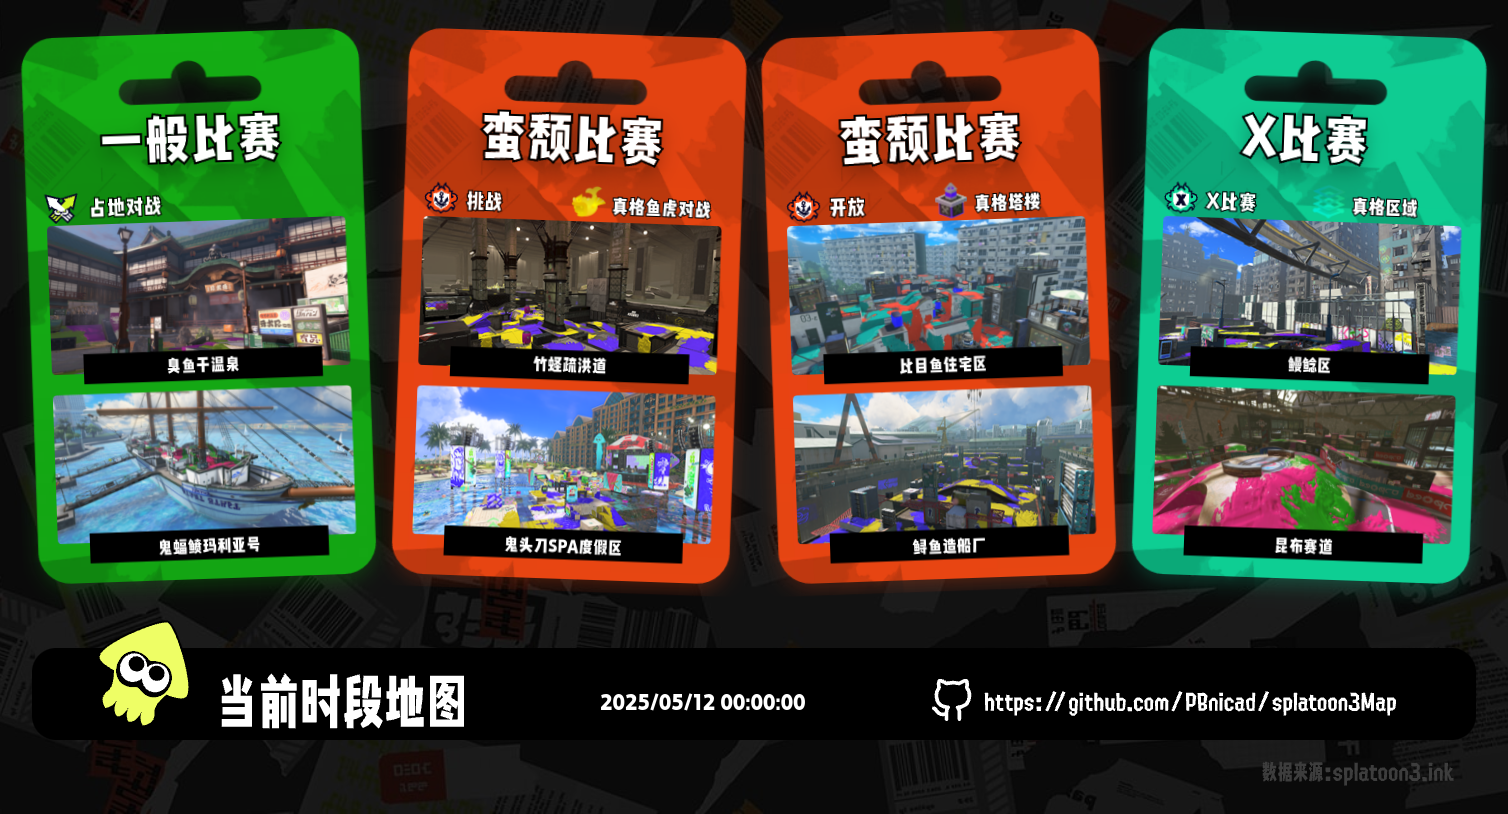 一般比赛
占地对战
臭鱼干温泉
鬼蝠鲼玛利亚号
蛮颓比赛
挑战
真格鱼虎对战
竹蛏疏洪道
鬼头刀SPA度假区
蛮颓比赛
开放
真格塔楼
比目鱼住宅区
鲟鱼造船厂
X比赛
X比赛
真格区域
鳗鲶区
昆布赛道
当前时段地图
2025/05/12 00:00:00
https://github.com/PBnicad/splatoon3Map
数据来源:splatoon3.ink